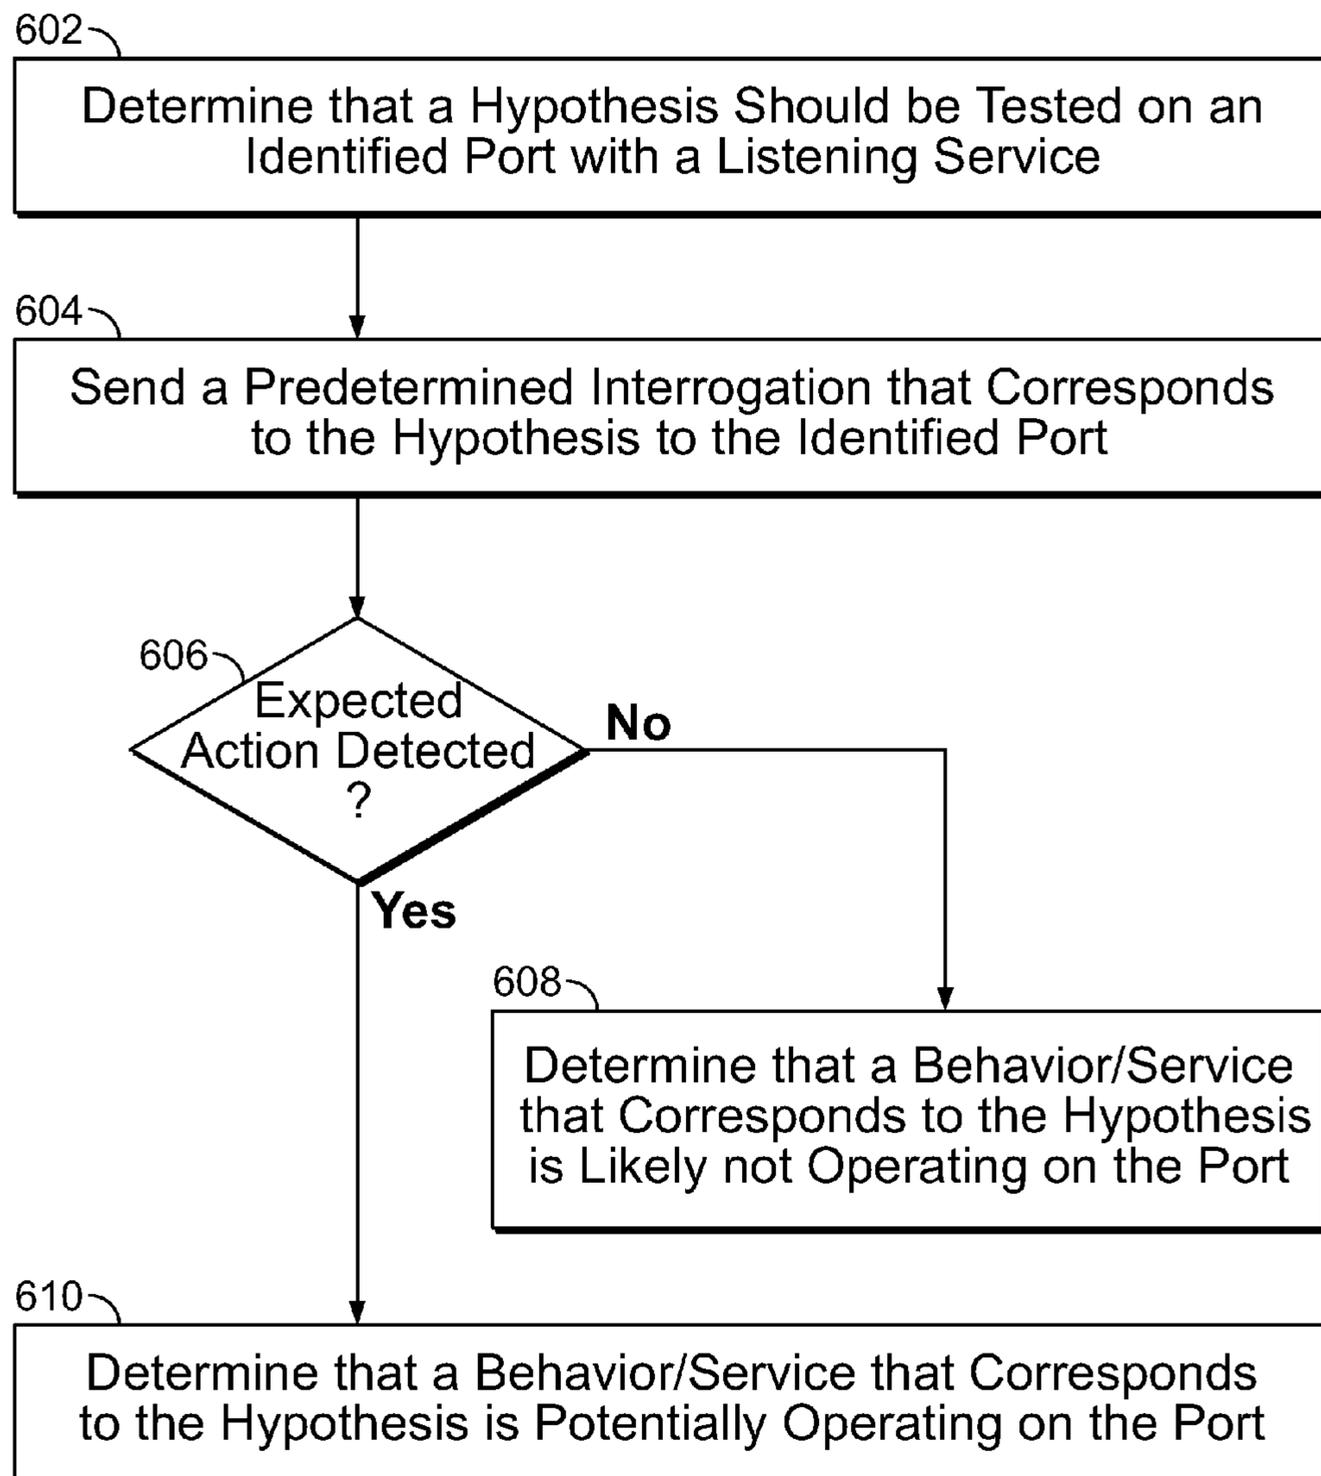 602
Determine that a Hypothesis Should be Tested on an
Identified Port with a Listening Service
604
Send a Predetermined Interrogation that Corresponds
to the Hypothesis to the Identified Port
606
Expected
Action Detected
?
No
Yes
608
Determine that a Behavior/Service
that Corresponds to the Hypothesis
is Likely not Operating on the Port
610
Determine that a Behavior/Service that Corresponds
to the Hypothesis is Potentially Operating on the Port